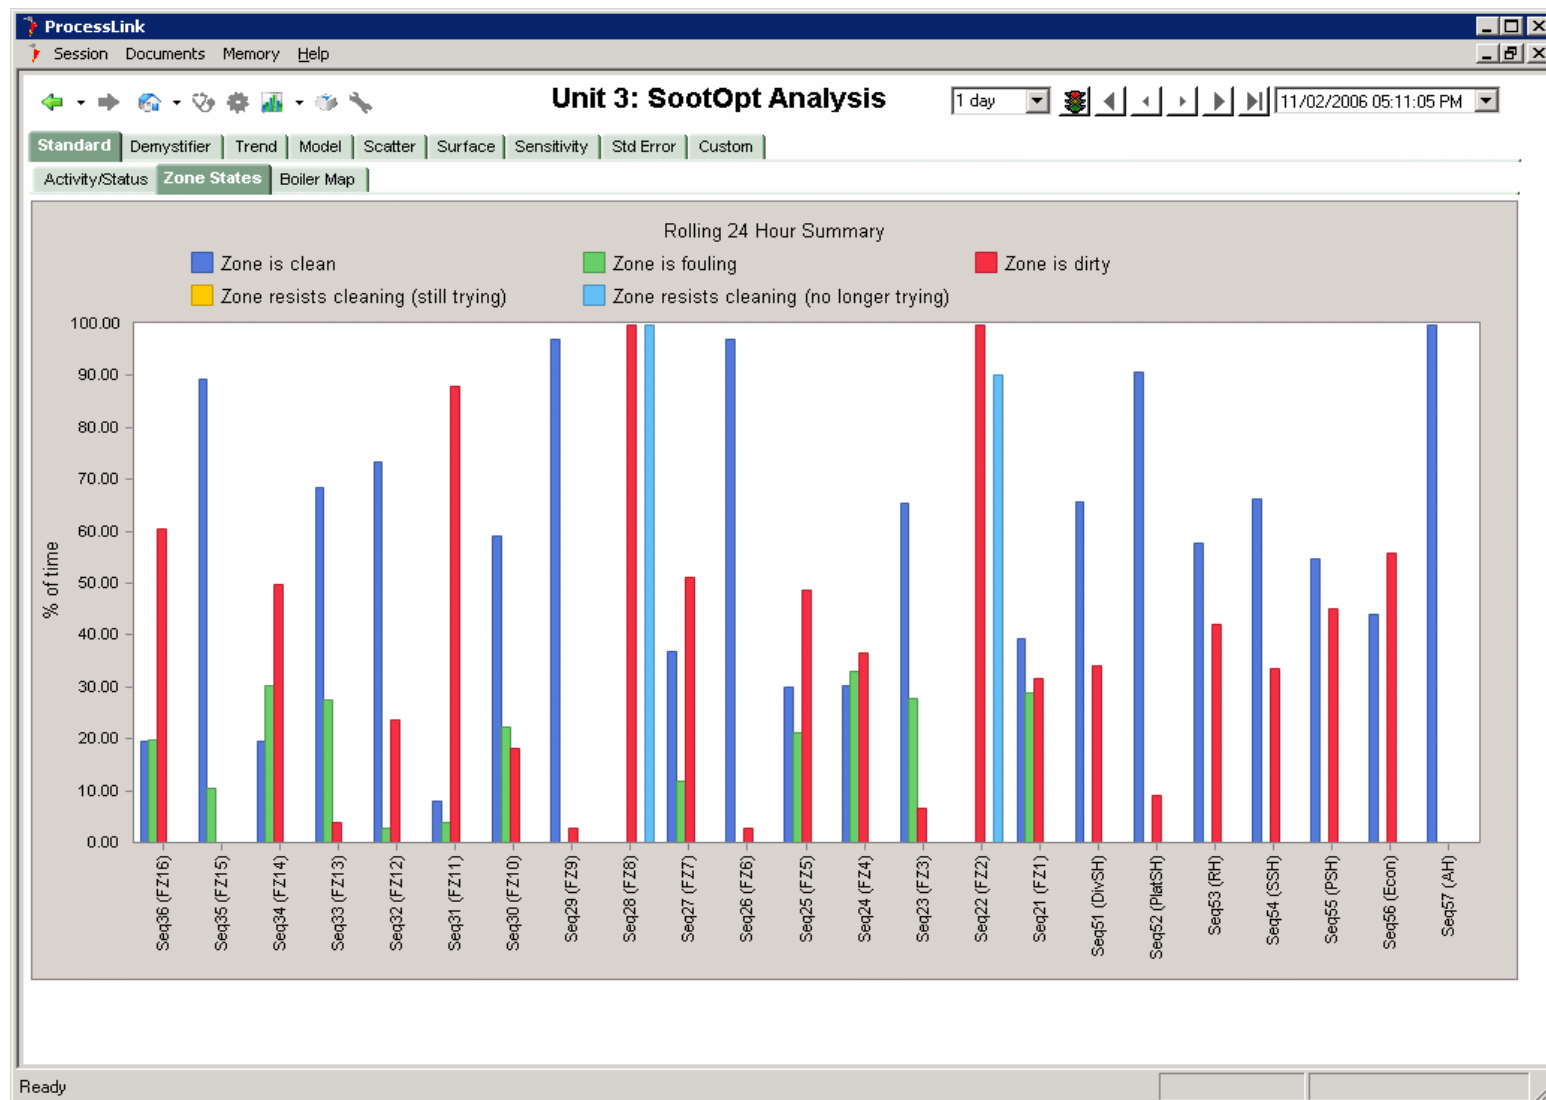 ProcessLink
Session Documents Memory Help
Unit 3: SootOpt Analysis
1 day
11/02/2006 05:11:05 PM
Standard Demystifier Trend Model Scatter Surface Sensitivity Std Error Custom
Activity/Status Zone States Boiler Map
Rolling 24 Hour Summary
Zone is clean
Zone is fouling
Zone is dirty
Zone resists cleaning (still trying)
Zone resists cleaning (no longer trying)
% of time
100.00
90.00
80.00
70.00
60.00
50.00
40.00
30.00
20.00
10.00
0.00
Seq36 (FZ16)
Seq35 (FZ15)
Seq34 (FZ14)
Seq33 (FZ13)
Seq32 (FZ12)
Seq31 (FZ11)
Seq30 (FZ10)
Seq29 (FZ9)
Seq28 (FZ8)
Seq27 (FZ7)
Seq26 (FZ6)
Seq25 (FZ5)
Seq24 (FZ4)
Seq23 (FZ3)
Seq22 (FZ2)
Seq21 (FZ1)
Seq51 (DivSH)
Seq52 (PlatSH)
Seq53 (RH)
Seq54 (SSH)
Seq55 (PSH)
Seq56 (Econ)
Seq57 (AH)
Ready